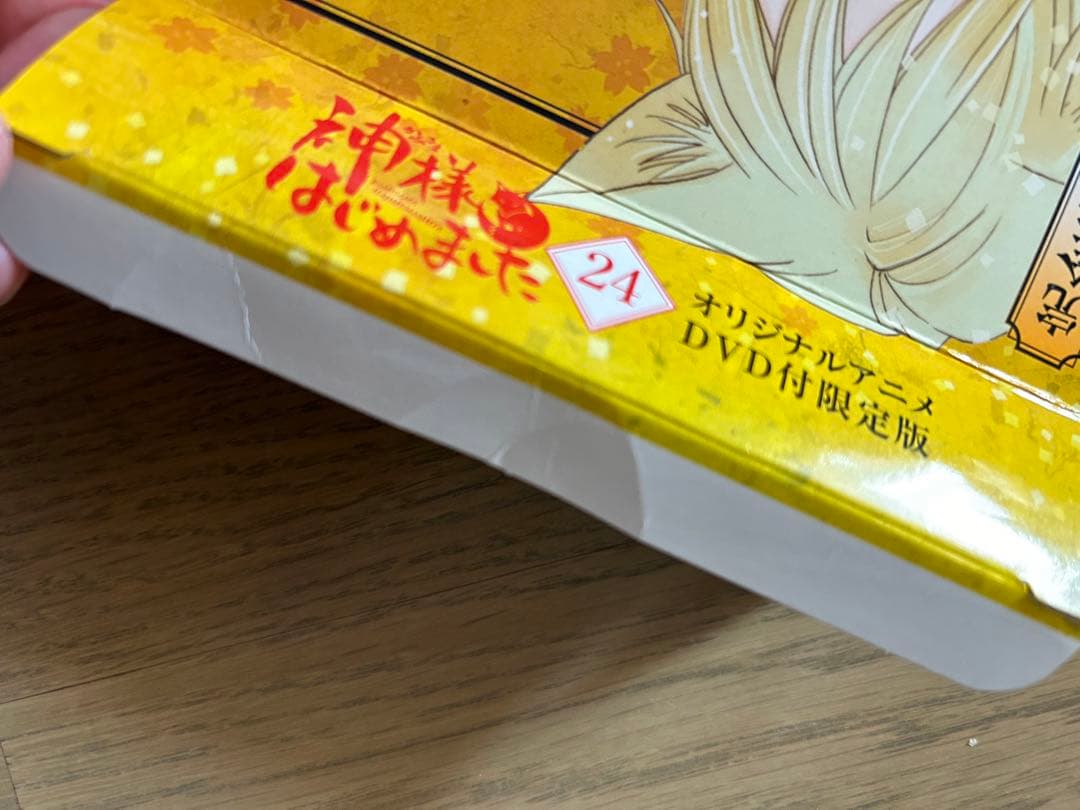 神様
はじめました
24
オリジナルアニメ
DVD付限定版